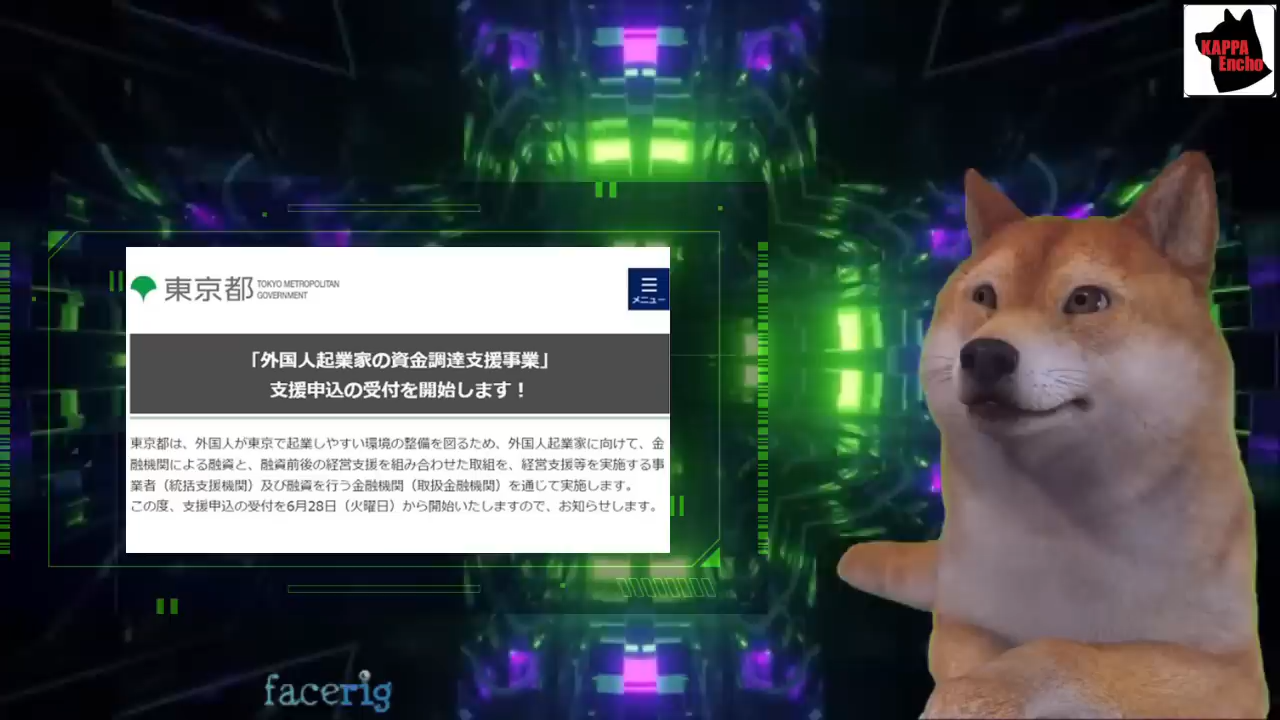 KAPPA
Encho
東京都
TOKYO METROPOLITAN
GOVERNMENT
メニュー
「外国人起業家の資金調達支援事業」
支援申込の受付を開始します！
東京都は、外国人が東京で起業しやすい環境の整備を図るため、外国人起業家に向けて、金
融機関による融資と、融資前後の経営支援を組み合わせた取組を、経営支援等を実施する事
業者（統括支援機関）及び融資を行う金融機関（取扱金融機関）を通じて実施します。
この度、支援申込の受付を6月28日（火曜日）から開始いたしますので、お知らせします。
facerig